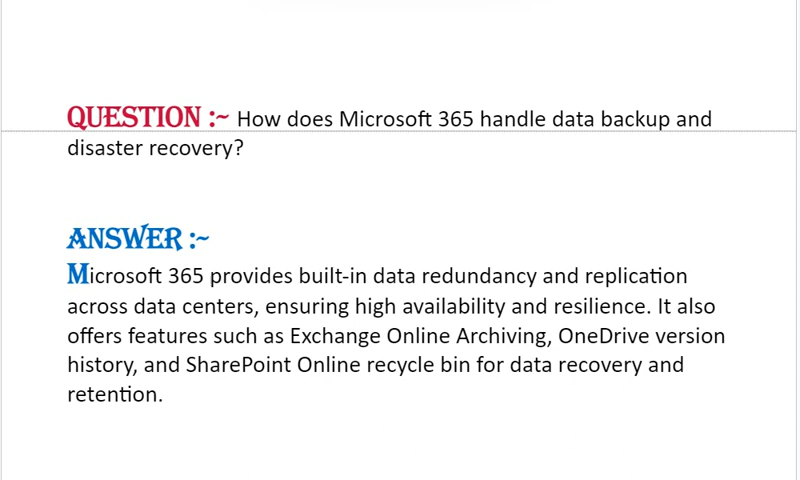 QUESTION :~ How does Microsoft 365 handle data backup and
disaster recovery?
ANSWER :~
Microsoft 365 provides built-in data redundancy and replication
across data centers, ensuring high availability and resilience. It also
offers features such as Exchange Online Archiving, OneDrive version
history, and SharePoint Online recycle bin for data recovery and
retention.